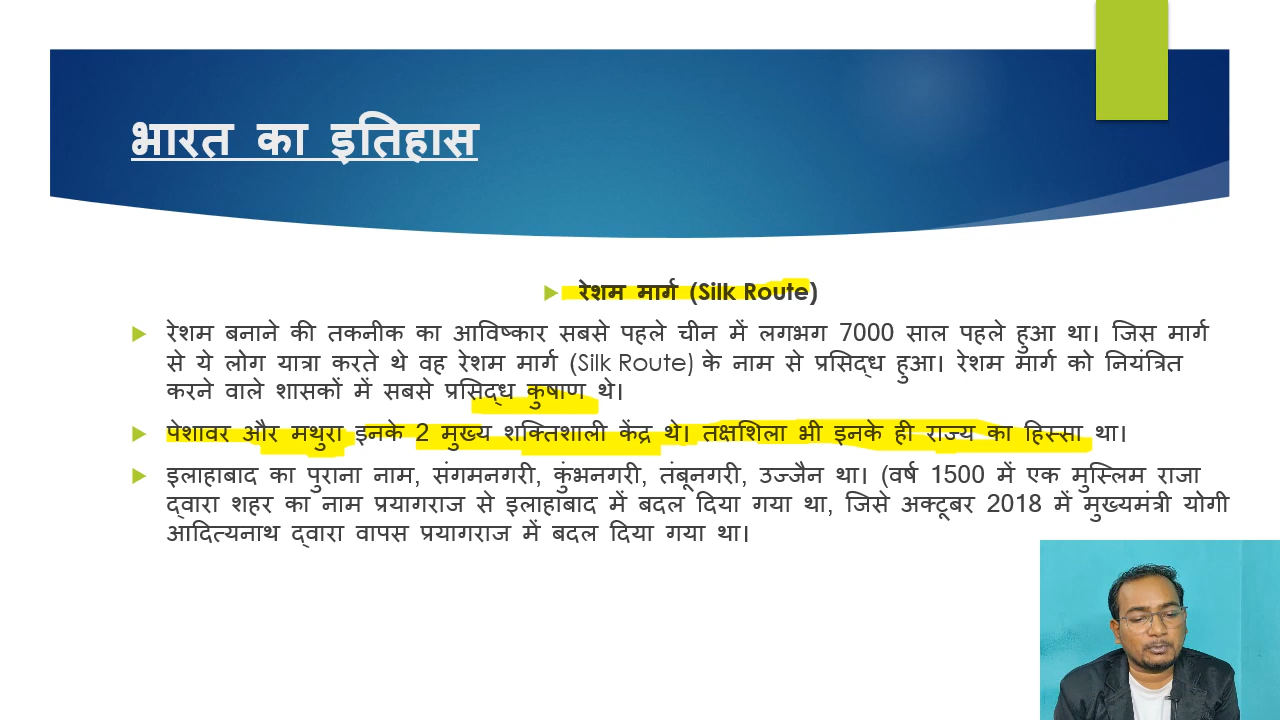 भारत का इतिहास
रेशम मार्ग (Silk Route)
रेशम बनाने की तकनीक का आविष्कार सबसे पहले चीन में लगभग 7000 साल पहले हुआ था। जिस मार्ग
से ये लोग यात्रा करते थे वह रेशम मार्ग (Silk Route) के नाम से प्रसिद्ध हुआ। रेशम मार्ग को नियंत्रित
करने वाले शासकों में सबसे प्रसिद्ध कुषाण थे।
पेशावर और मथुरा इनके 2 मुख्य शक्तिशाली केंद्र थे। तक्षशिला भी इनके ही राज्य का हिस्सा था।
इलाहाबाद का पुराना नाम, संगमनगरी, कुंभनगरी, तंबूनगरी, उज्जैन था। (वर्ष 1500 में एक मुस्लिम राजा
द्वारा शहर का नाम प्रयागराज से इलाहाबाद में बदल दिया गया था, जिसे अक्टूबर 2018 में मुख्यमंत्री योगी
आदित्यनाथ द्वारा वापस प्रयागराज में बदल दिया गया था।